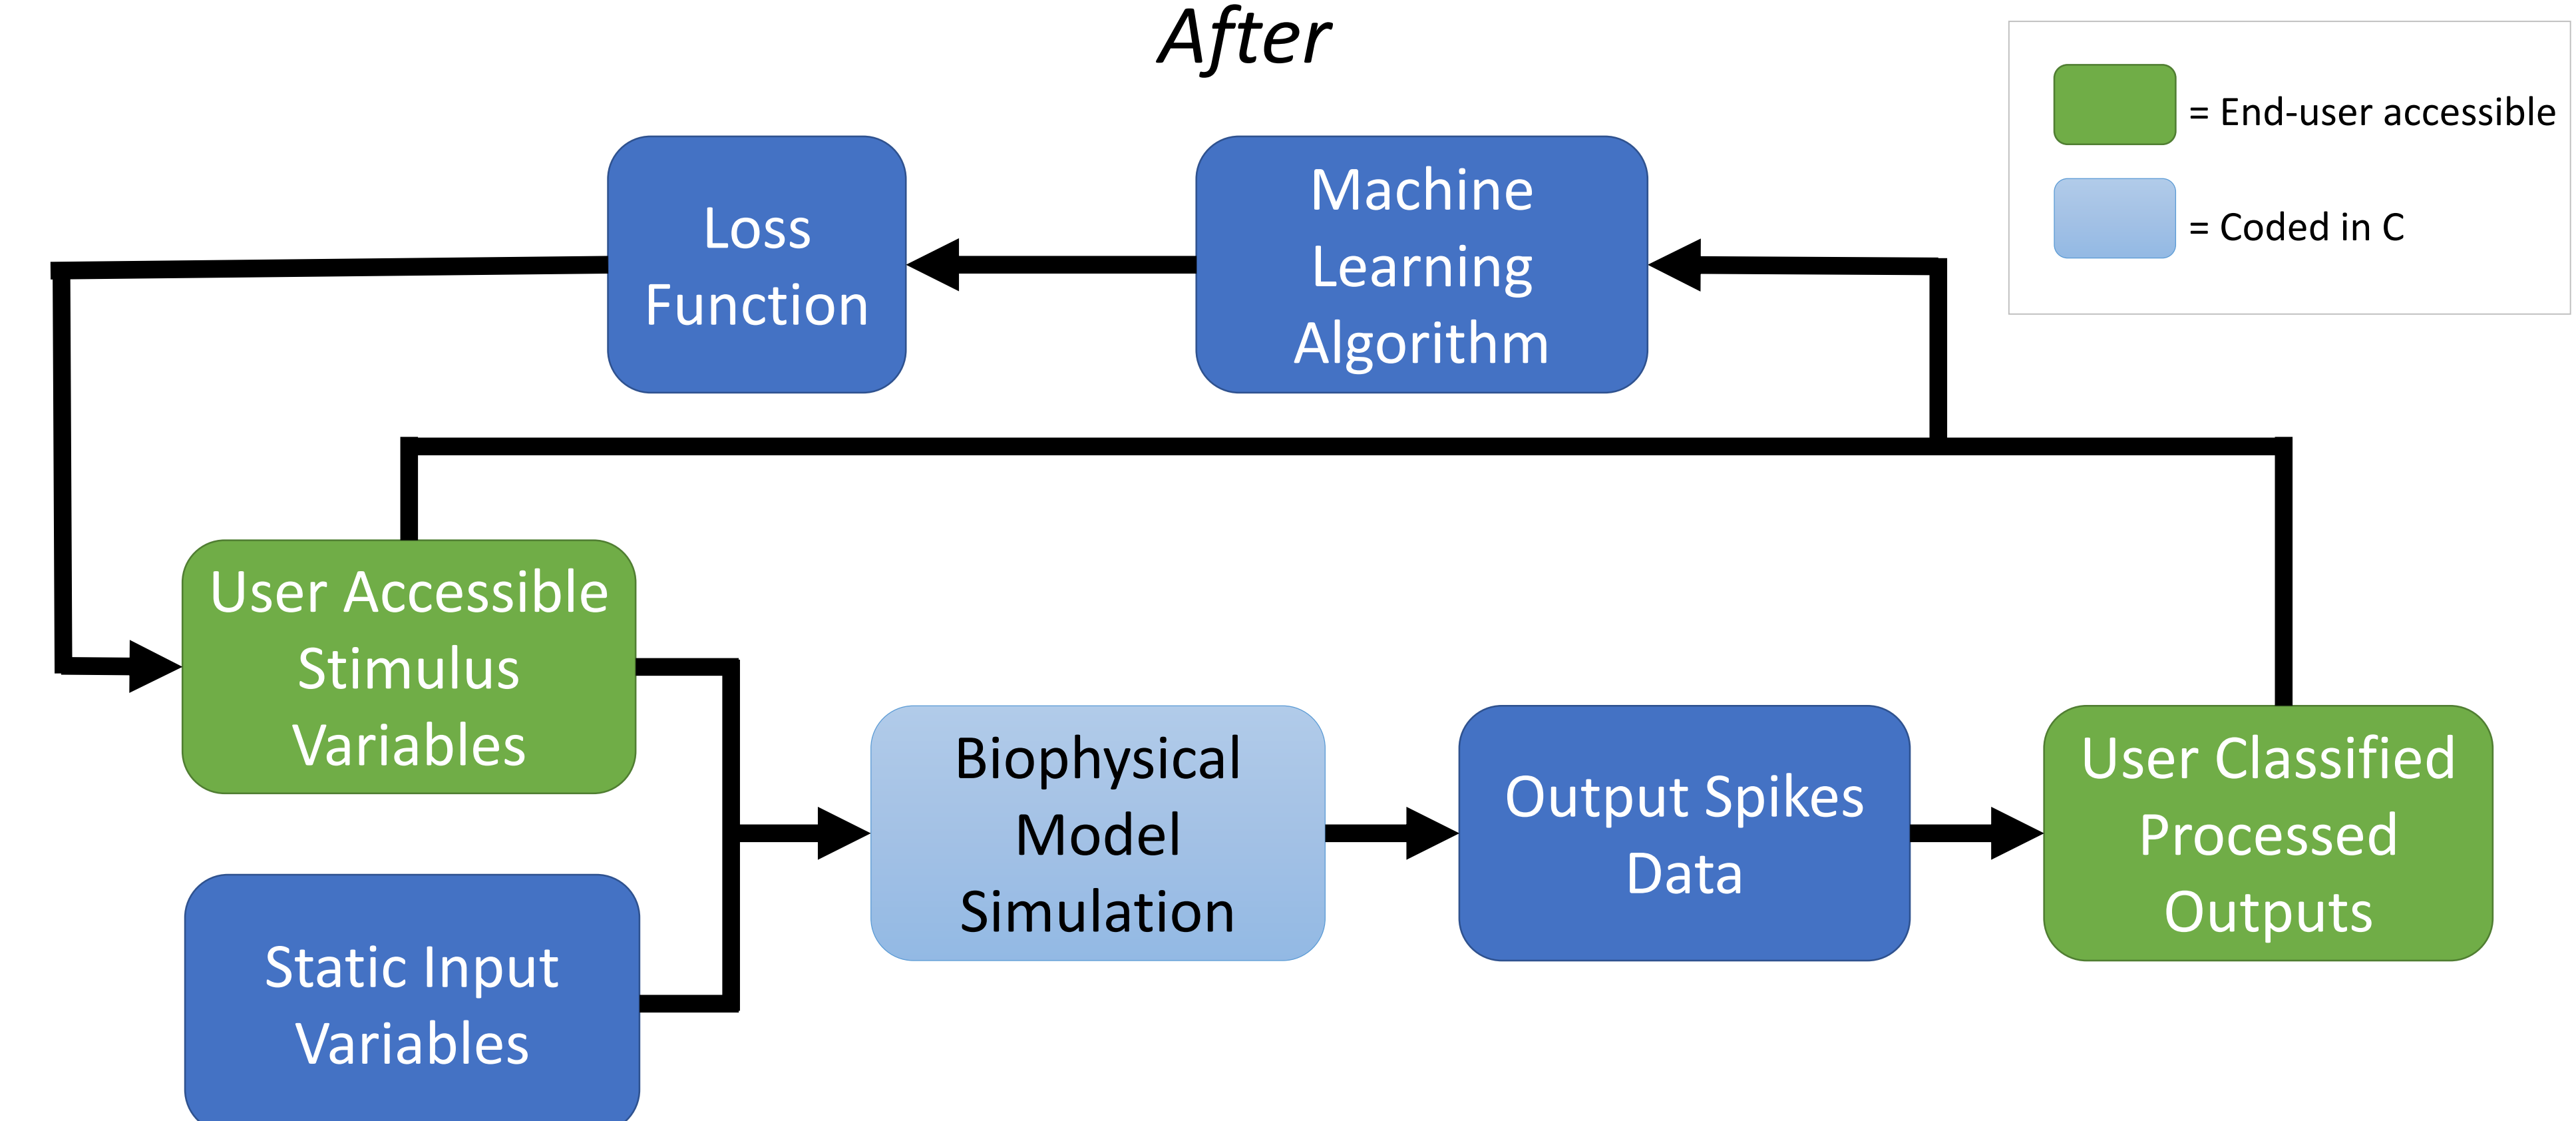 After
= End-user accessible
= Coded in C
Loss
Function
Machine
Learning
Algorithm
User Accessible
Stimulus
Variables
Static Input
Variables
Biophysical
Model
Simulation
Output Spikes
Data
User Classified
Processed
Outputs